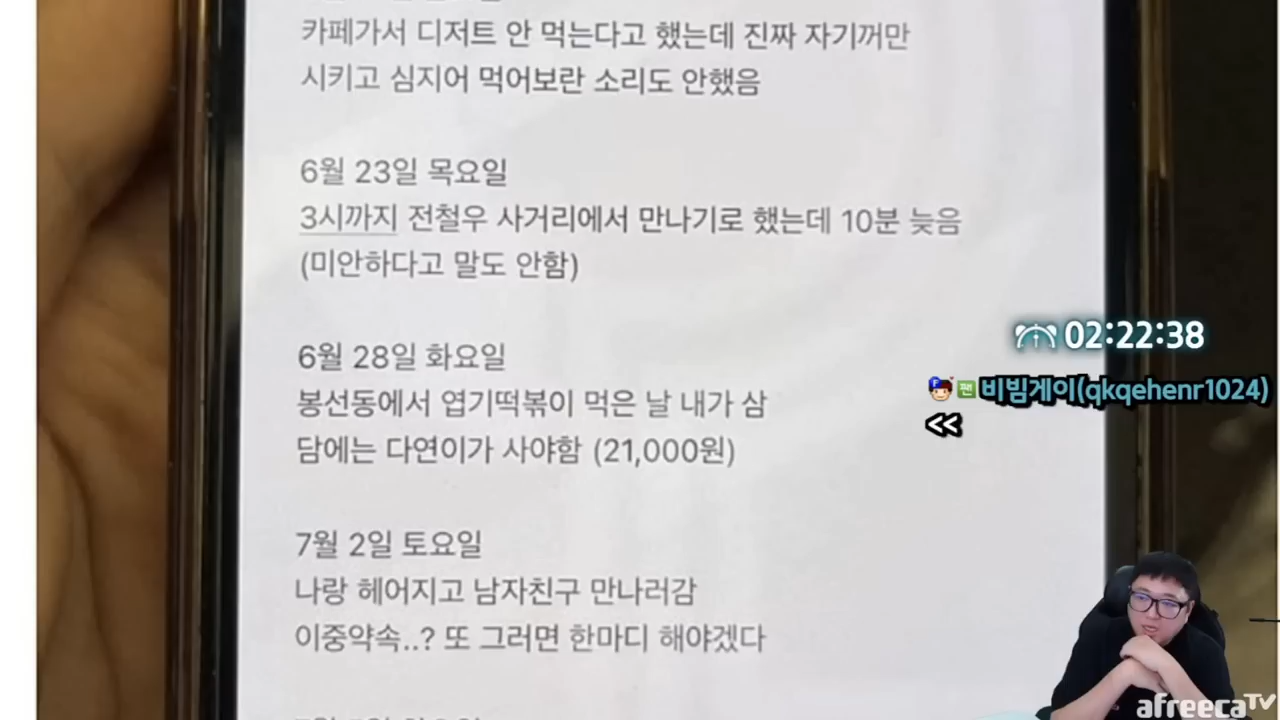 카페가서 디저트 안 먹는다고 했는데 진짜 자기꺼만
시키고 심지어 먹어보란 소리도 안했음
6월 23일 목요일
3시까지 전철우 사거리에서 만나기로 했는데 10분 늦음
(미안하다고 말도 안함)
6월 28일 화요일
봉선동에서 엽기떡볶이 먹은 날 내가 삼
담에는 다연이가 사야함 (21,000원)
7월 2일 토요일
나랑 헤어지고 남자친구 만나러감
이중약속..? 또 그러면 한마디 해야겠다
02:22:38
F 팬 비빔게이(qkqehenr1024)
<<
afreecaTV